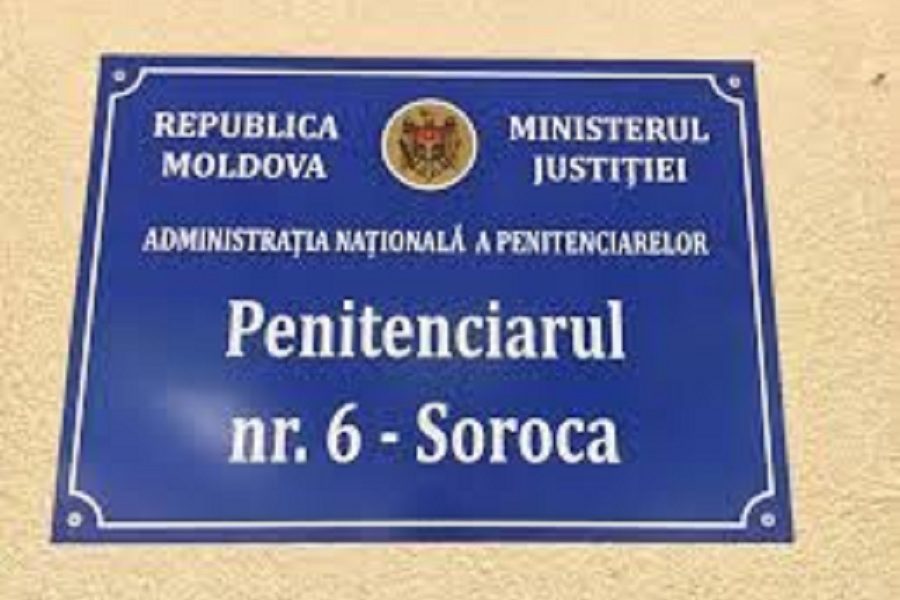 REPUBLICA MOLDOVA
MINISTERUL JUSTIȚIEI
ADMINISTRAȚIA NAȚIONALĂ A PENITENCIARELOR
Penitenciarul
nr. 6 - Soroca